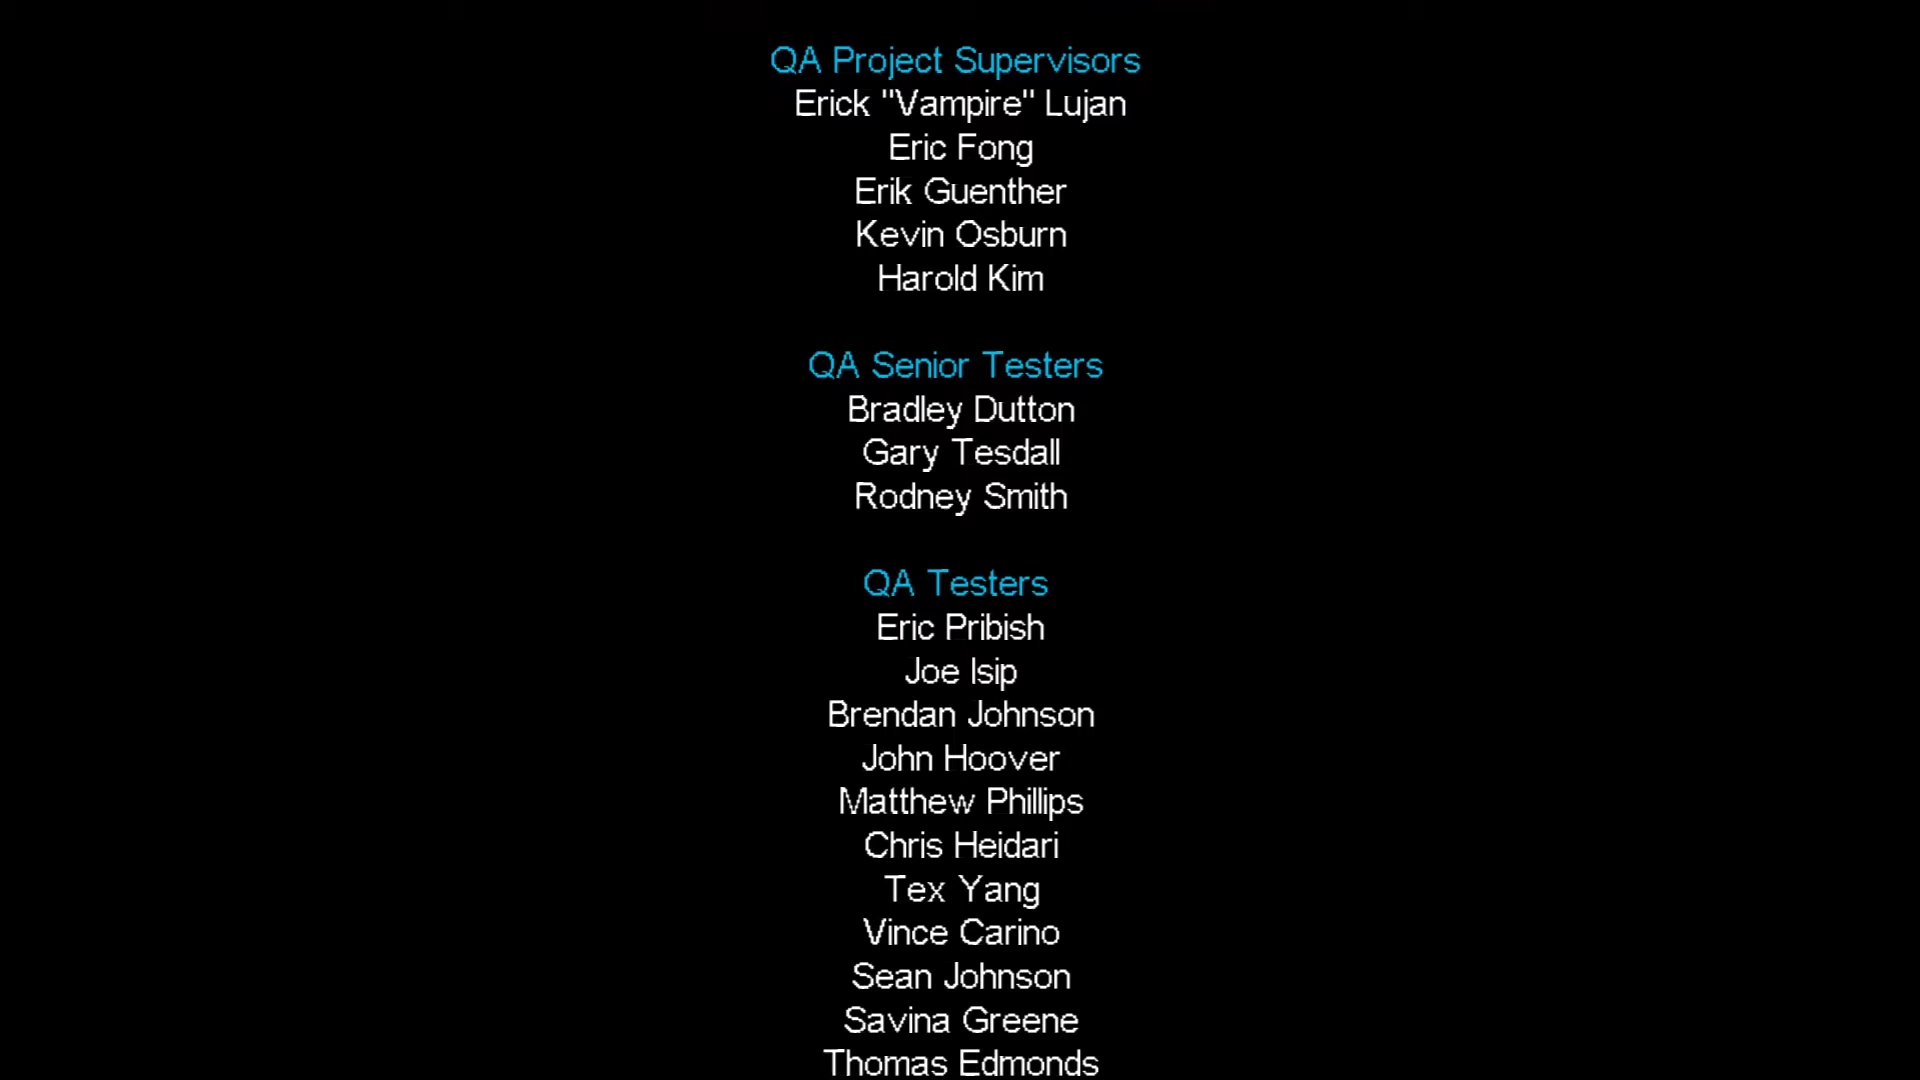 QA Project Supervisors
Erick "Vampire" Lujan
Eric Fong
Erik Guenther
Kevin Osburn
Harold Kim
QA Senior Testers
Bradley Dutton
Gary Tesdall
Rodney Smith
QA Testers
Eric Pribish
Joe Isip
Brendan Johnson
John Hoover
Matthew Phillips
Chris Heidari
Tex Yang
Vince Carino
Sean Johnson
Savina Greene
Thomas Edmonds